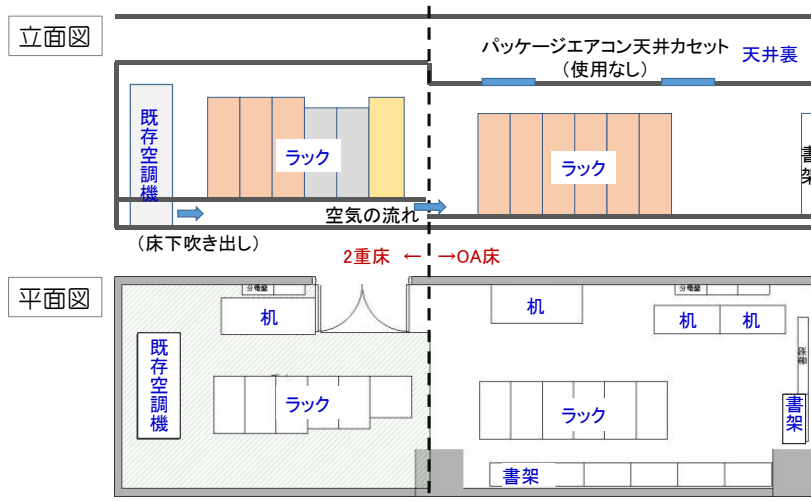 立面図
パッケージエアコン天井カセット
（使用なし）
天井裏
既存空調機
ラック
ラック
書架
空気の流れ
（床下吹き出し）
2重床 ← →OA床
平面図
分電盤
分電盤
机
机
机 机
既存空調機
ラック
ラック
書架
書架